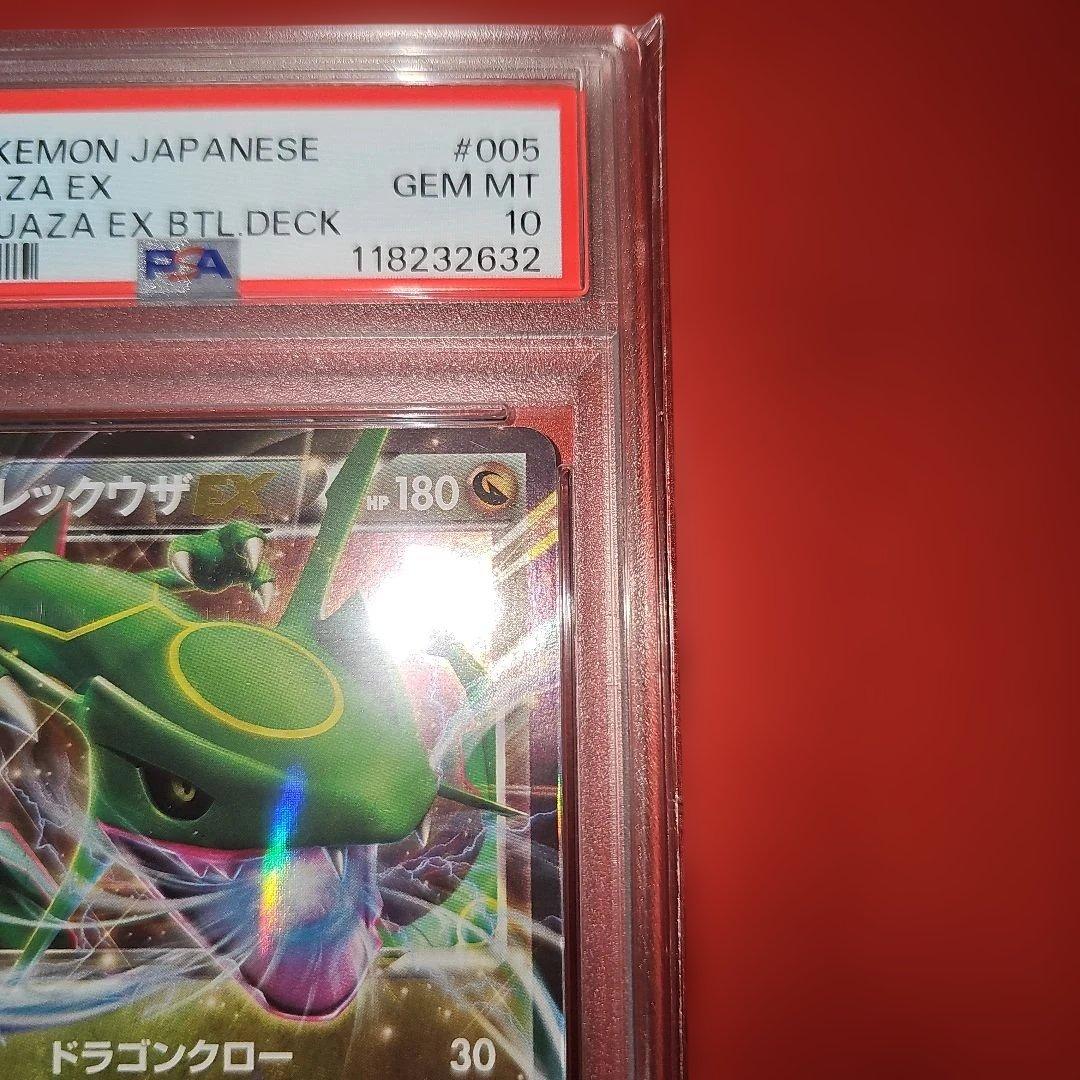 KEMON JAPANESE #005
ZA EX GEM MT
UAZA EX BTL.DECK 10
PSA 118232632
レックウザEX HP 180
ドラゴンクロー 30